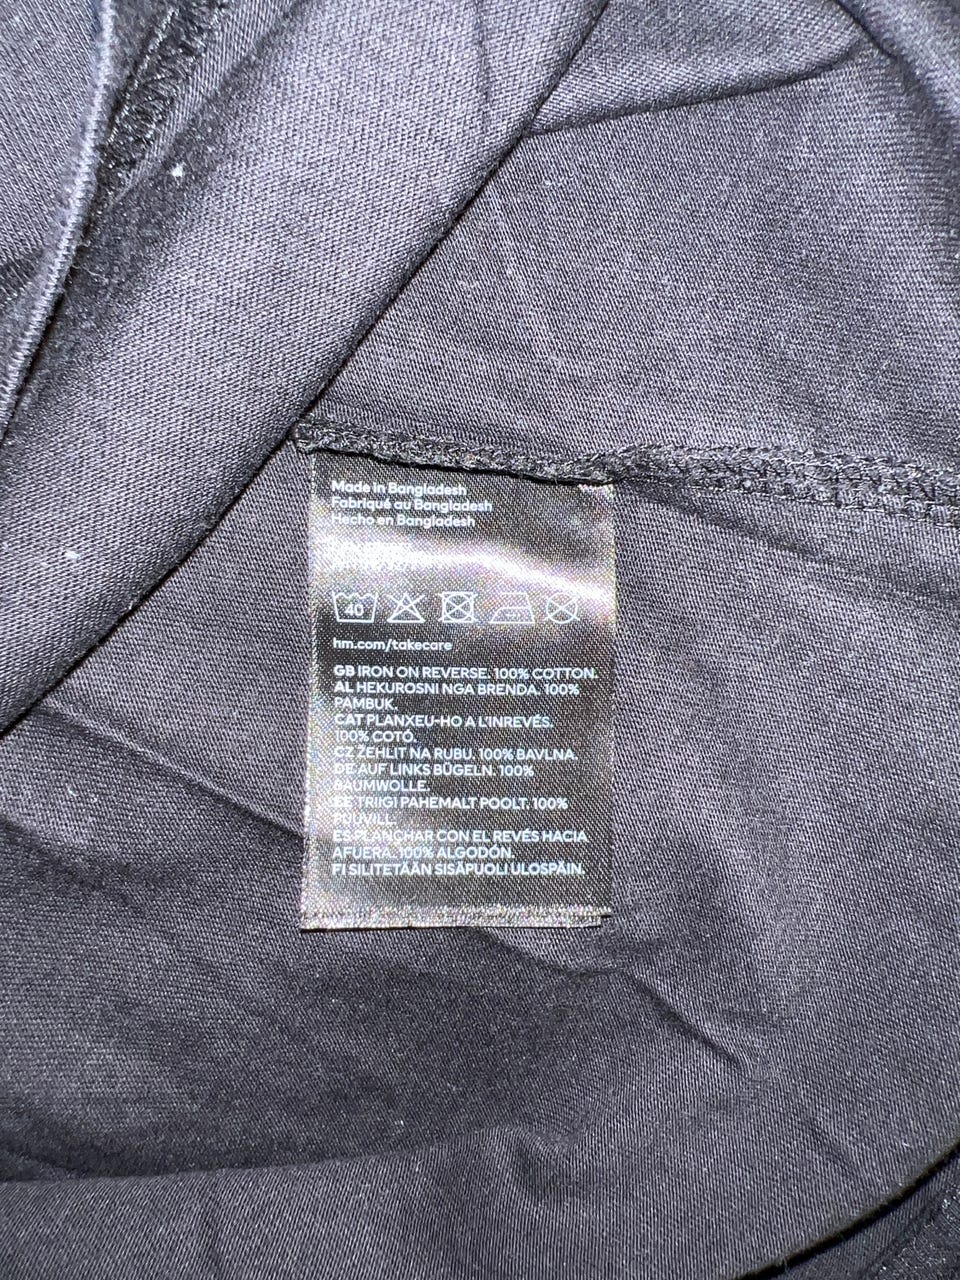 Made in Bangladesh
Fabriqué au Bangladesh
Hecho en Bangladesh
40
hm.com/takecare
GB IRON ON REVERSE. 100% COTTON.
AL HEKUROSNI NGA BRENDA. 100%
PAMBUK.
CAT PLANXEU-HO A L'INREVÉS.
100% COTÓ.
CZ ŽEHLIT NA RUBU. 100% BAVLNA.
DE AUF LINKS BÜGELN. 100%
BAUMWOLLE.
EE TRIIGI PAHEMALT POOLT. 100%
PUUVILL.
ES PLANCHAR CON EL REVÉS HACIA
AFUERA. 100% ALGODÓN.
FI SILITETÄÄN SISÄPUOLI ULOSPÄIN.